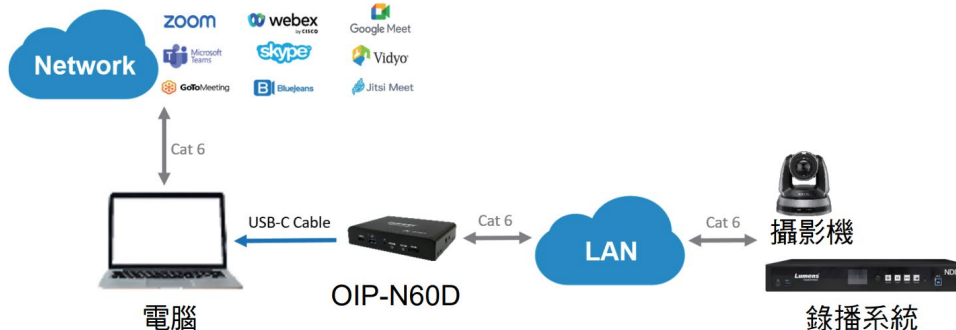 zoom
webex
by CISCO
Google Meet
Microsoft
Teams
skype
Vidyo
GoToMeeting
B Bluejeans
Jitsi Meet
Network
Cat 6
USB-C Cable
Cat 6
LAN
Cat 6
攝影機
Lumens
NDI
電腦
OIP-N60D
錄播系統